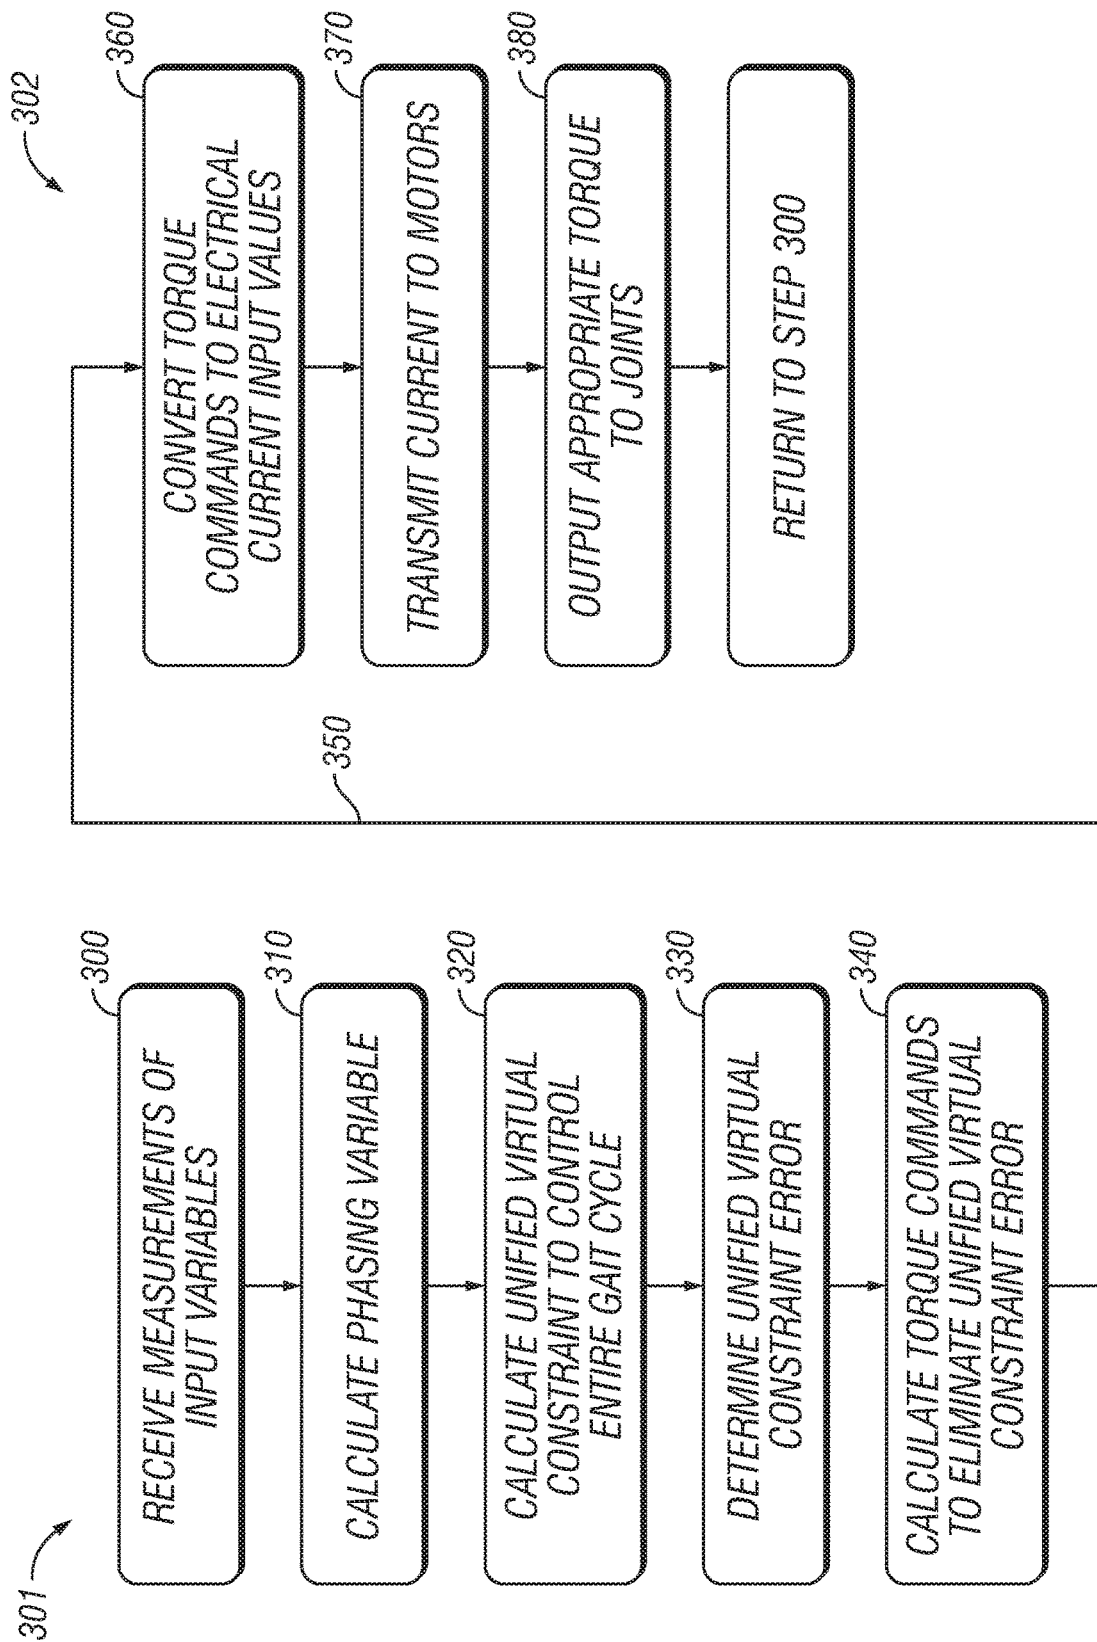 301
300
RECEIVE MEASUREMENTS OF
INPUT VARIABLES
310
CALCULATE PHASING VARIABLE
320
CALCULATE UNIFIED VIRTUAL
CONSTRAINT TO CONTROL
ENTIRE GAIT CYCLE
330
DETERMINE UNIFIED VIRTUAL
CONSTRAINT ERROR
340
CALCULATE TORQUE COMMANDS
TO ELIMINATE UNIFIED VIRTUAL
CONSTRAINT ERROR
350
302
360
CONVERT TORQUE
COMMANDS TO ELECTRICAL
CURRENT INPUT VALUES
370
TRANSMIT CURRENT TO MOTORS
380
OUTPUT APPROPRIATE TORQUE
TO JOINTS
RETURN TO STEP 300